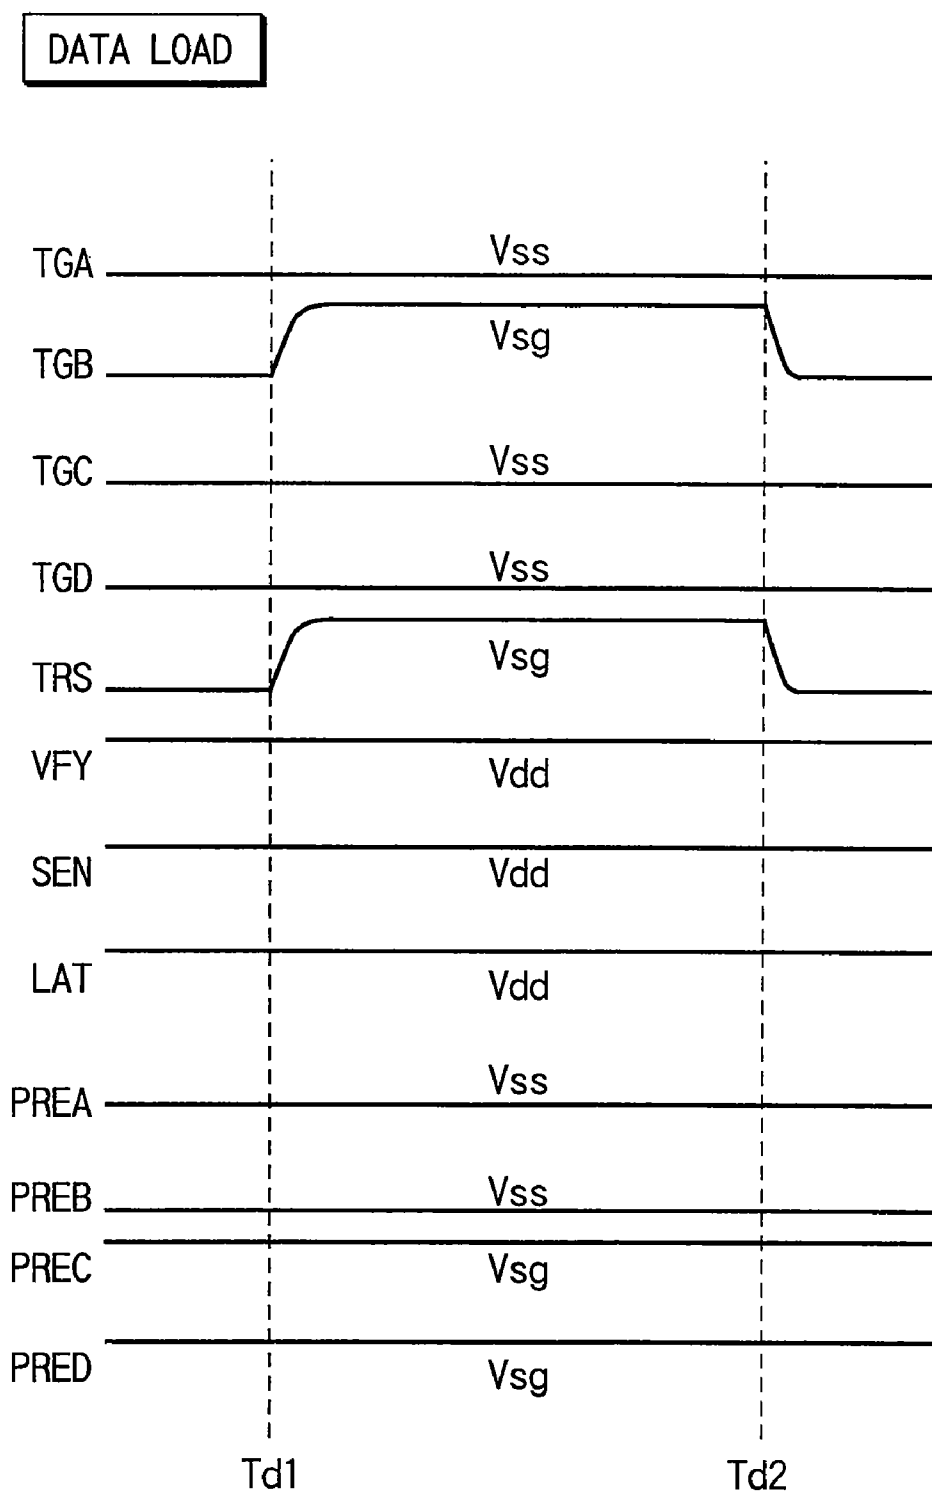 DATA LOAD
TGA Vss
TGB Vsg
TGC Vss
TGD Vss
TRS Vsg
VFY Vdd
SEN Vdd
LAT Vdd
PREA Vss
PREB Vss
PREC Vsg
PRED Vsg
Td1 Td2